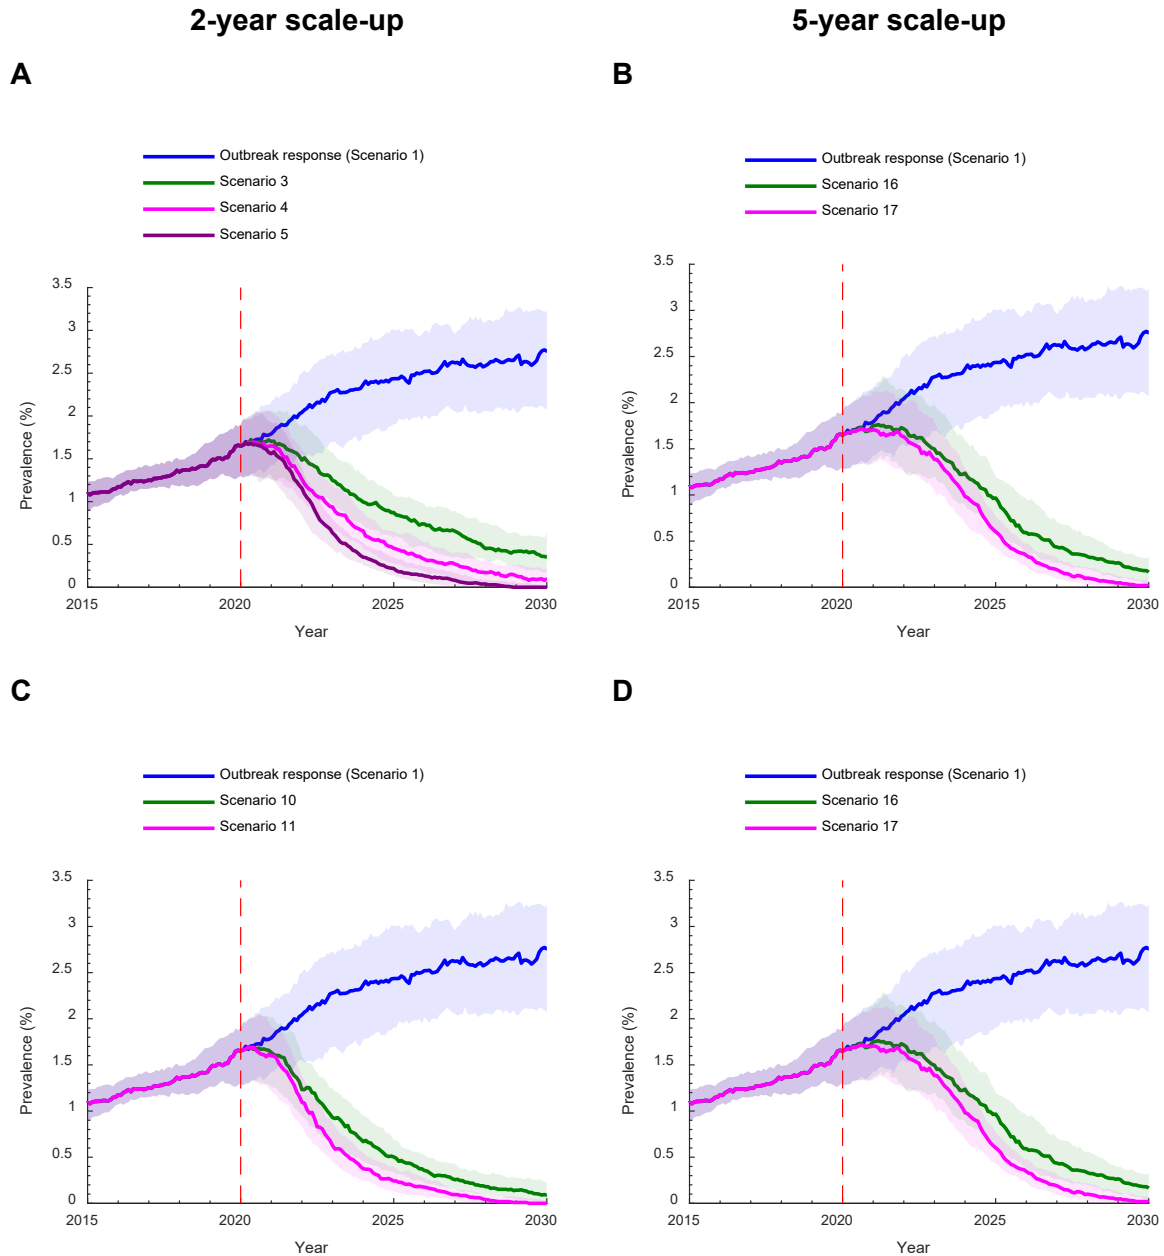 2-year scale-up
5-year scale-up
A
Outbreak response (Scenario 1)
Scenario 3
Scenario 4
Scenario 5
3.5
3
2.5
2
1.5
1
0.5
0
Prevalence (%)
2015
2020
2025
2030
Year
B
Outbreak response (Scenario 1)
Scenario 16
Scenario 17
3.5
3
2.5
2
1.5
1
0.5
0
Prevalence (%)
2015
2020
2025
2030
Year
C
Outbreak response (Scenario 1)
Scenario 10
Scenario 11
3.5
3
2.5
2
1.5
1
0.5
0
Prevalence (%)
2015
2020
2025
2030
Year
D
Outbreak response (Scenario 1)
Scenario 16
Scenario 17
3.5
3
2.5
2
1.5
1
0.5
0
Prevalence (%)
2015
2020
2025
2030
Year